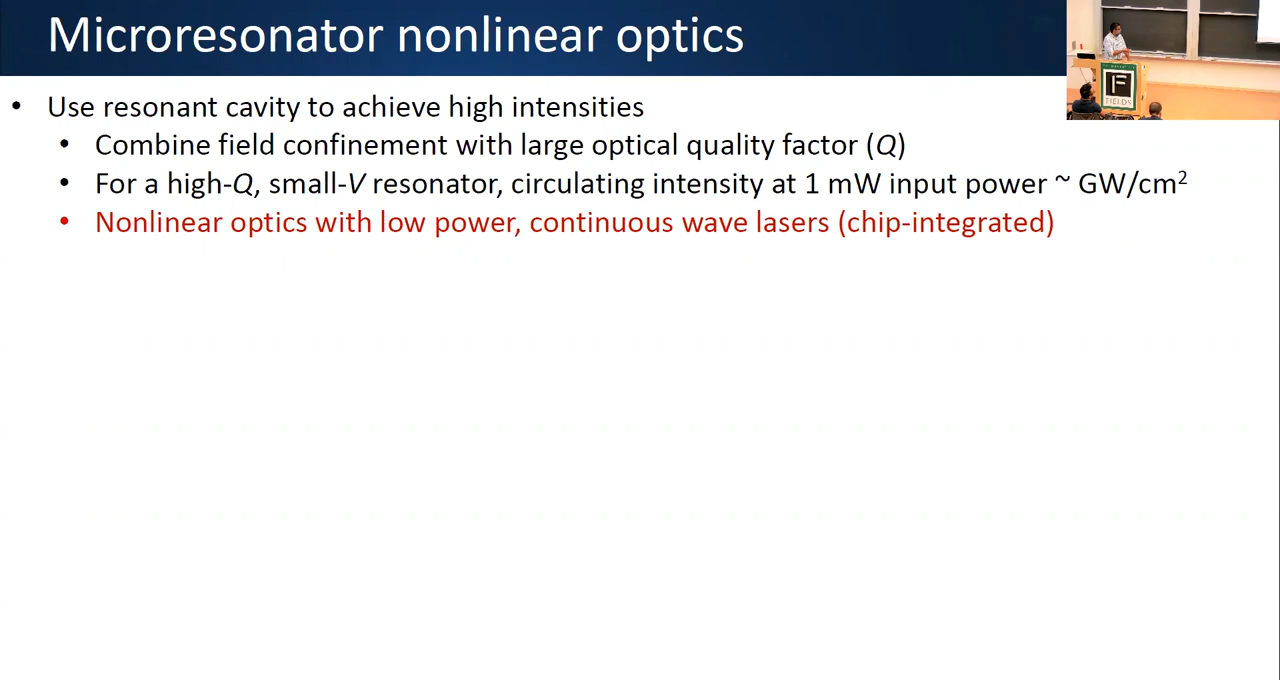 Microresonator nonlinear optics
• Use resonant cavity to achieve high intensities
• Combine field confinement with large optical quality factor (Q)
• For a high-Q, small-V resonator, circulating intensity at 1 mW input power ~ GW/cm²
• Nonlinear optics with low power, continuous wave lasers (chip-integrated)
FIELDS